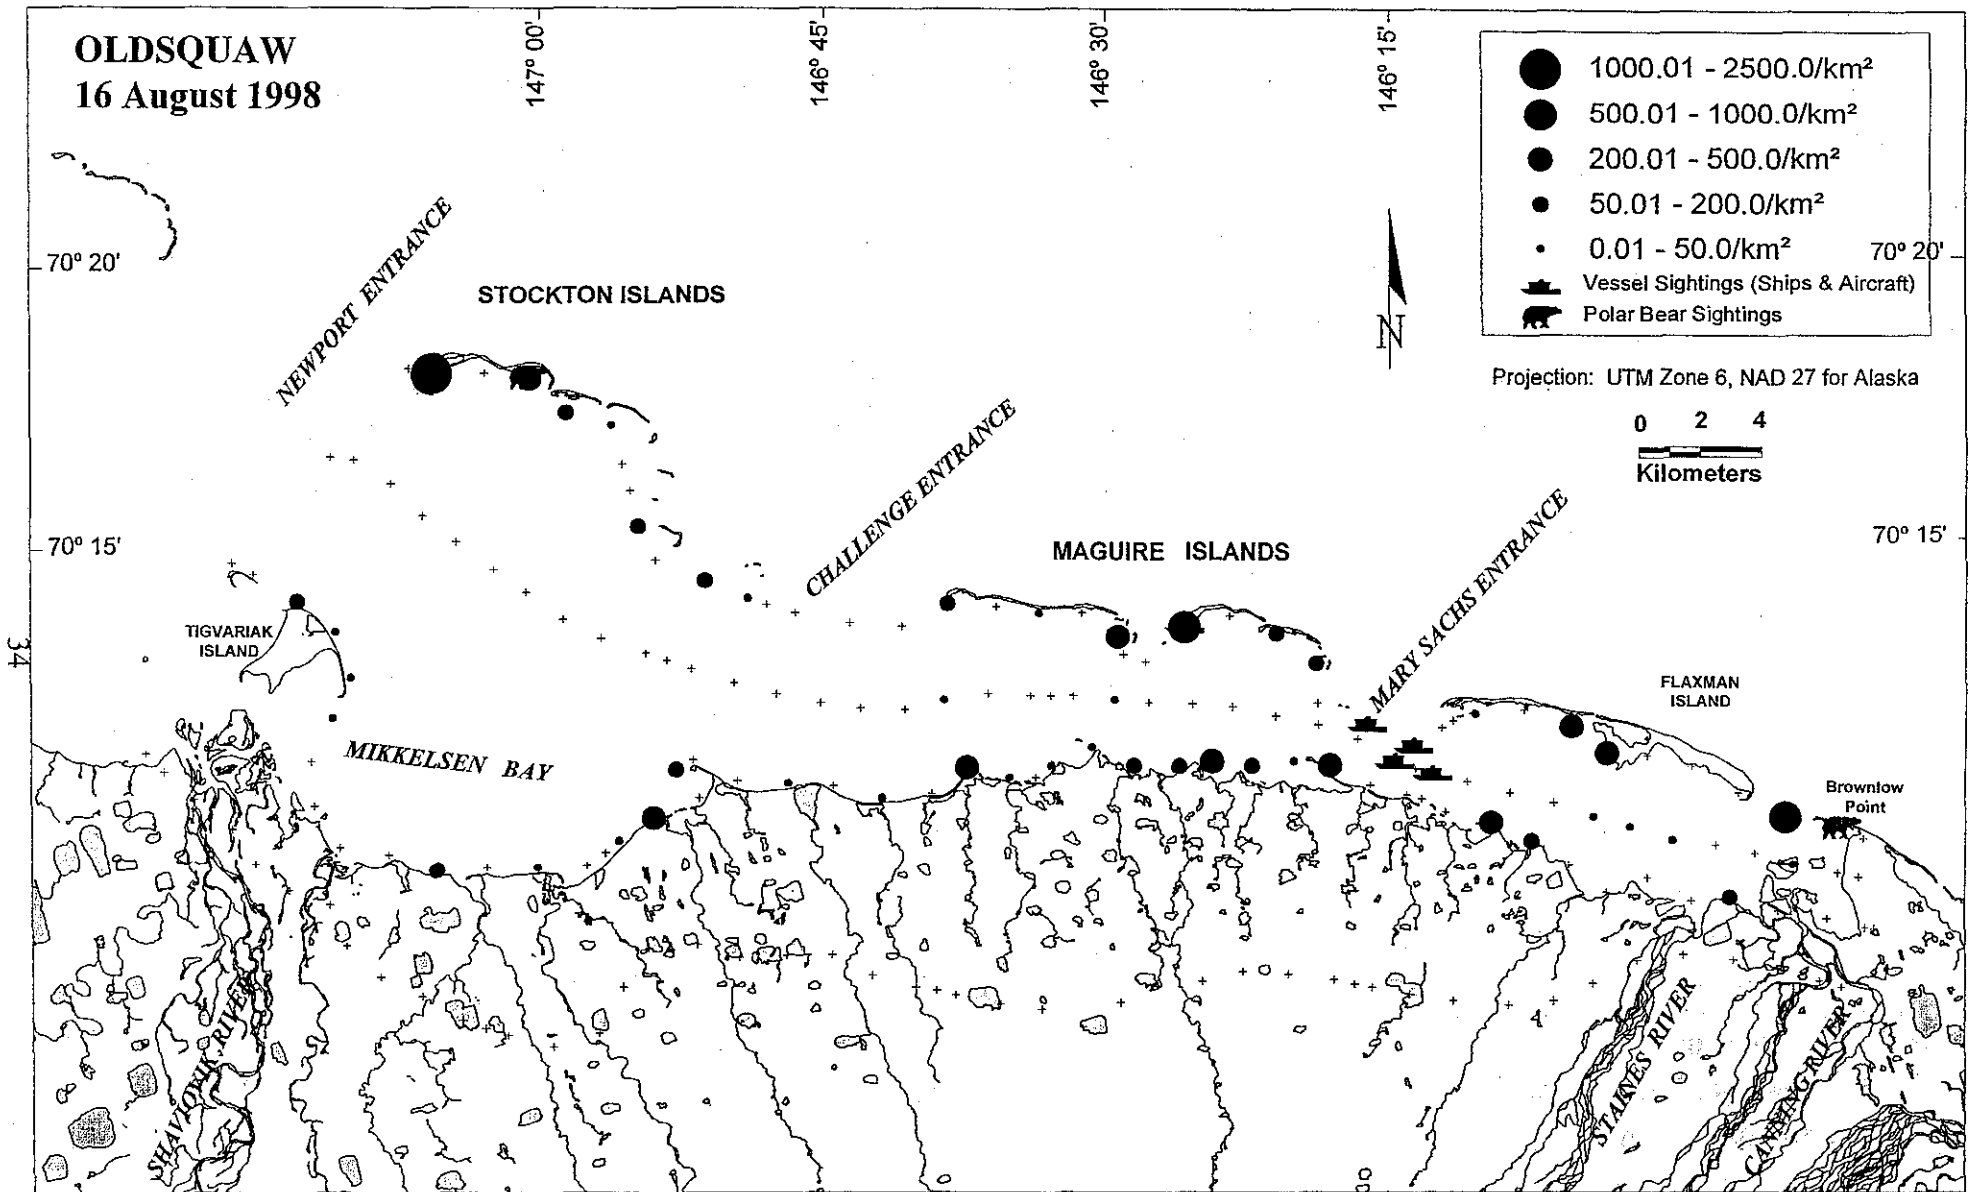 OLDSQUAW
16 August 1998
147° 00'
146° 45'
146° 30'
146° 15'
1000.01 - 2500.0/km²
500.01 - 1000.0/km²
200.01 - 500.0/km²
50.01 - 200.0/km²
0.01 - 50.0/km²
Vessel Sightings (Ships & Aircraft)
Polar Bear Sightings
70° 20'
70° 20'
NEWPORT ENTRANCE
STOCKTON ISLANDS
N
Projection: UTM Zone 6, NAD 27 for Alaska
0 2 4
Kilometers
CHALLENGE ENTRANCE
70° 15'
70° 15'
MAGUIRE ISLANDS
MARY SACHS ENTRANCE
TIGVARIAK
ISLAND
34
FLAXMAN
ISLAND
MIKKELSEN BAY
Brownlow
Point
SHAVIOVIK RIVER
STAINES RIVER
CANNING RIVER